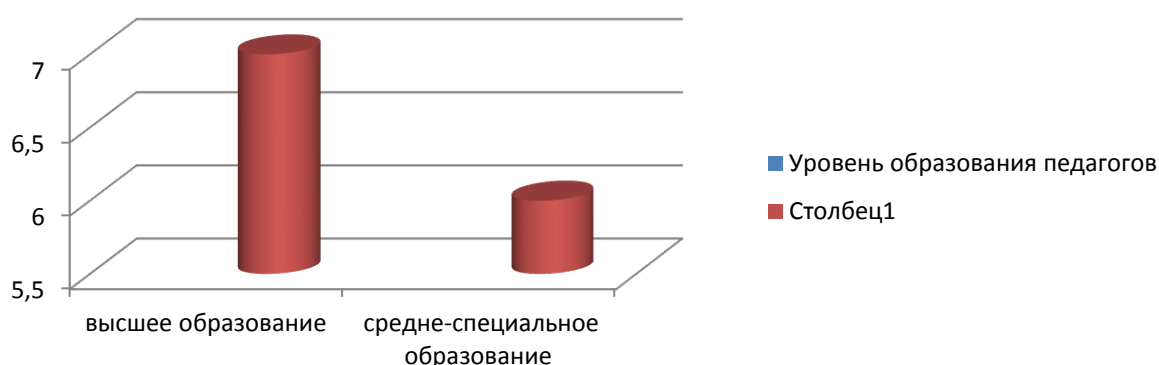 7
6,5
6
5,5
высшее образование
средне-специальное
образование
Уровень образования педагогов
Столбец1